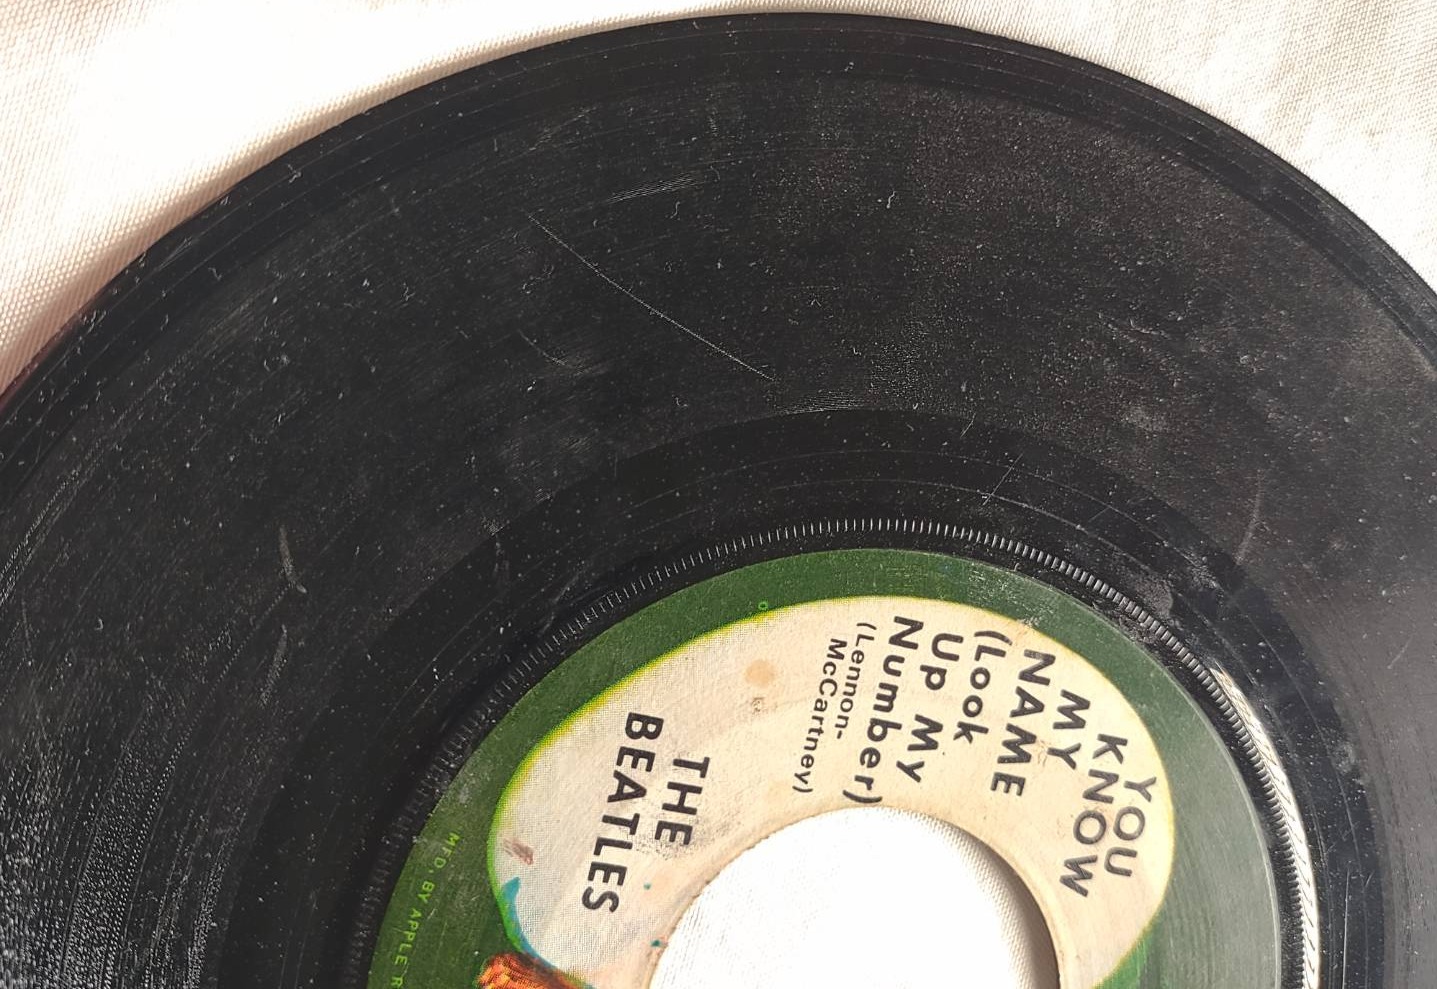 YOU
KNOW
MY
NAME
(Look
Up My
Number)
(Lennon-
McCartney)
THE
BEATLES
MFD. BY APPLE